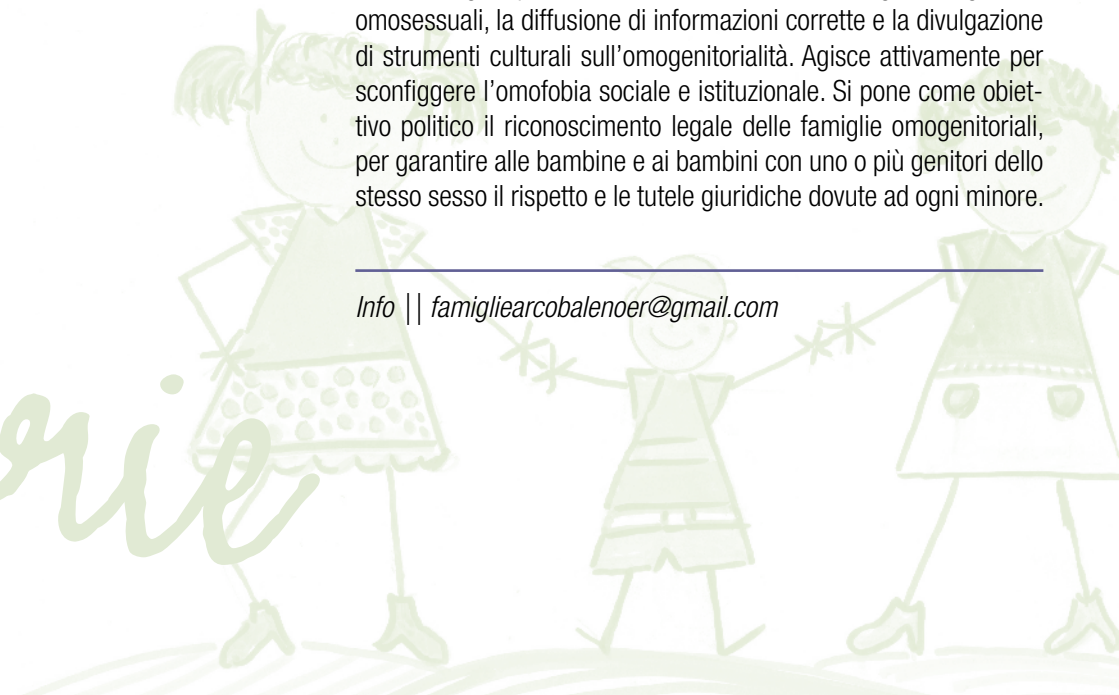 omosessuali, la diffusione di informazioni corrette e la divulgazione
di strumenti culturali sull’omogenitorialità. Agisce attivamente per
sconfiggere l’omofobia sociale e istituzionale. Si pone come obiet-
tivo politico il riconoscimento legale delle famiglie omogenitoriali,
per garantire alle bambine e ai bambini con uno o più genitori dello
stesso sesso il rispetto e le tutele giuridiche dovute ad ogni minore.
Info || famigliearcobalenoer@gmail.com
rie